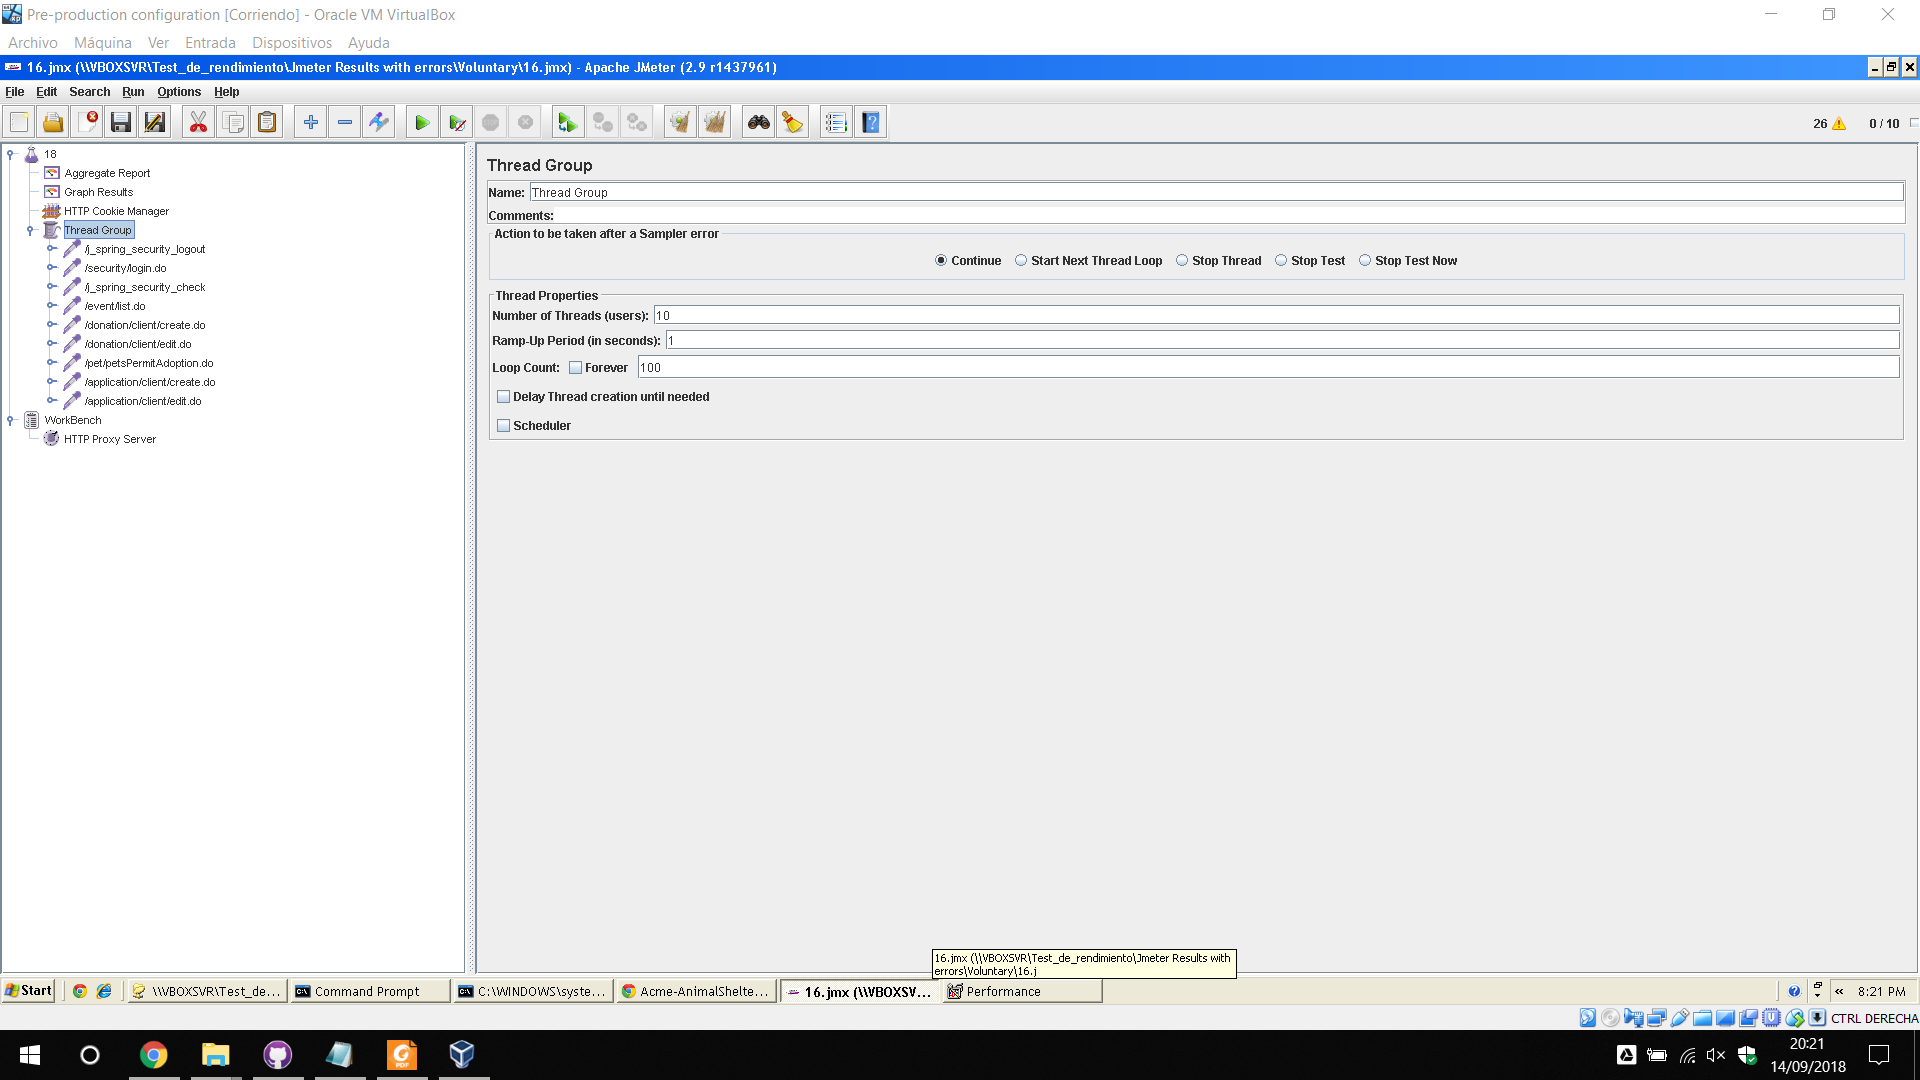 Pre-production configuration [Corriendo] - Oracle VM VirtualBox
Archivo Máquina Ver Entrada Dispositivos Ayuda
16.jmx (\\VBOXSVR\Test_de_rendimiento\Jmeter Results with errors\Voluntary\16.jmx) - Apache JMeter (2.9 r1437961)
File Edit Search Run Options Help
26 0 / 10
18
Aggregate Report
Graph Results
HTTP Cookie Manager
Thread Group
/j_spring_security_logout
/security/login.do
/j_spring_security_check
/event/list.do
/donation/client/create.do
/donation/client/edit.do
/pet/petsPermitAdoption.do
/application/client/create.do
/application/client/edit.do
WorkBench
HTTP Proxy Server
Thread Group
Name: Thread Group
Comments:
Action to be taken after a Sampler error
Continue Start Next Thread Loop Stop Thread Stop Test Stop Test Now
Thread Properties
Number of Threads (users): 10
Ramp-Up Period (in seconds): 1
Loop Count: Forever 100
Delay Thread creation until needed
Scheduler
16.jmx (\\VBOXSVR\Test_de_rendimiento\Jmeter Results with
errors\Voluntary\16.j
Start \\VBOXSVR\Test_de... Command Prompt C:\WINDOWS\syste... Acme-AnimalShelte... 16.jmx (\\VBOXSV... Performance 8:21 PM
CTRL DERECHA
20:21
14/09/2018